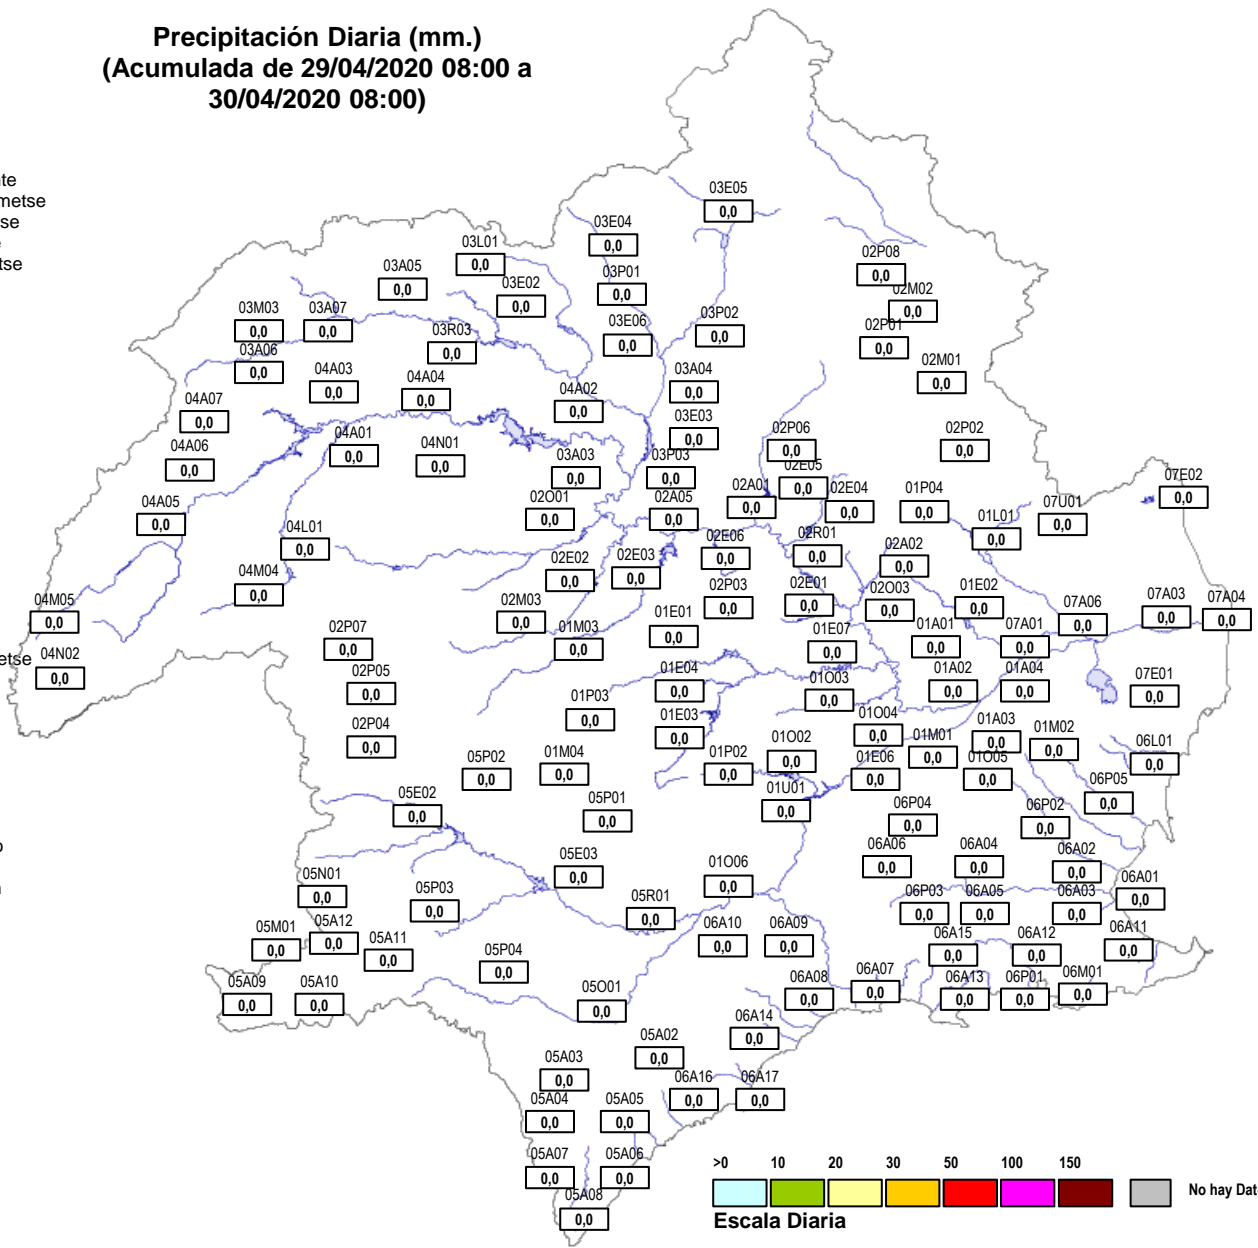 Precipitación Diaria (mm.)
(Acumulada de 29/04/2020 08:00 a
30/04/2020 08:00)
te
metse
se
e
tse
03E05
0,0
03E04
0,0
03L01
0,0
02P08
0,0
03A05
0,0
03P01
0,0
03E02
0,0
02M02
0,0
03M03
0,0
03A07
0,0
03P02
0,0
03E06
0,0
02P01
0,0
03R03
0,0
03A06
0,0
02M01
0,0
04A03
0,0
04A04
0,0
03A04
0,0
04A02
0,0
04A07
0,0
03E03
0,0
04A01
0,0
04N01
0,0
02P06
0,0
02P02
0,0
04A06
0,0
03A03
0,0
03P03
0,0
02E05
0,0
07E02
0,0
02A01
0,0
02E04
0,0
01P04
0,0
04A05
0,0
02O01
0,0
02A05
0,0
07U01
0,0
01L01
0,0
04L01
0,0
02E06
0,0
02R01
0,0
02A02
0,0
02E02
0,0
02E03
0,0
04M04
0,0
02P03
0,0
02E01
0,0
02O03
0,0
01E02
0,0
07A03
0,0
07A04
0,0
04M05
0,0
02M03
0,0
07A06
0,0
01E01
0,0
02P07
0,0
01M03
0,0
01E07
0,0
01A01
0,0
07A01
0,0
etse
04N02
0,0
02P05
0,0
01E04
0,0
01O03
0,0
01A02
0,0
01A04
0,0
07E01
0,0
01P03
0,0
02P04
0,0
01E03
0,0
01O04
0,0
01A03
0,0
01M02
0,0
05P02
0,0
01M04
0,0
01P02
0,0
01O02
0,0
01M01
0,0
01E06
0,0
01O05
0,0
06L01
0,0
05E02
0,0
05P01
0,0
01U01
0,0
06P05
0,0
06P04
0,0
06P02
0,0
o
05E03
0,0
01O06
0,0
06A06
0,0
06A04
0,0
06A02
0,0
05N01
0,0
05P03
0,0
05R01
0,0
06P03
0,0
06A05
0,0
06A03
0,0
06A01
0,0
05M01
0,0
05A12
0,0
05A11
0,0
06A10
0,0
06A09
0,0
06A15
0,0
06A12
0,0
06A11
0,0
05P04
0,0
05A09
0,0
05A10
0,0
05O01
0,0
06A08
0,0
06A07
0,0
06A13
0,0
06P01
0,0
06M01
0,0
06A14
0,0
05A02
0,0
05A03
0,0
06A16
0,0
06A17
0,0
05A04
0,0
05A05
0,0
05A07
0,0
05A06
0,0
05A08
0,0
>0 10 20 30 50 100 150
No hay Dat
Escala Diaria